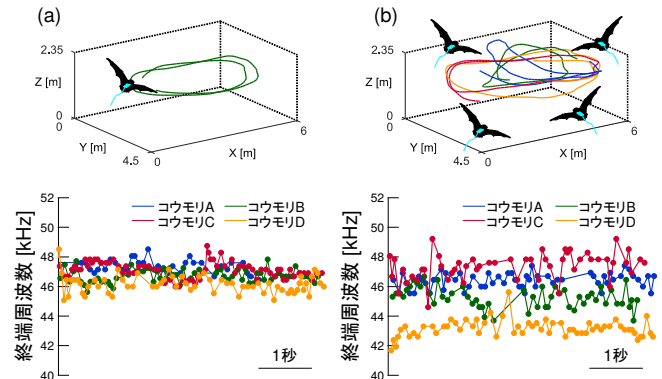 (a)
2.35
Z [m]
0
0
Y [m]
4.5
0
X [m]
6
(b)
2.35
Z [m]
0
0
Y [m]
4.5
0
X [m]
6
終端周波数 [kHz]
52
50
48
46
44
42
40
コウモリA
コウモリB
コウモリC
コウモリD
1秒
終端周波数 [kHz]
52
50
48
46
44
42
40
コウモリA
コウモリB
コウモリC
コウモリD
1秒